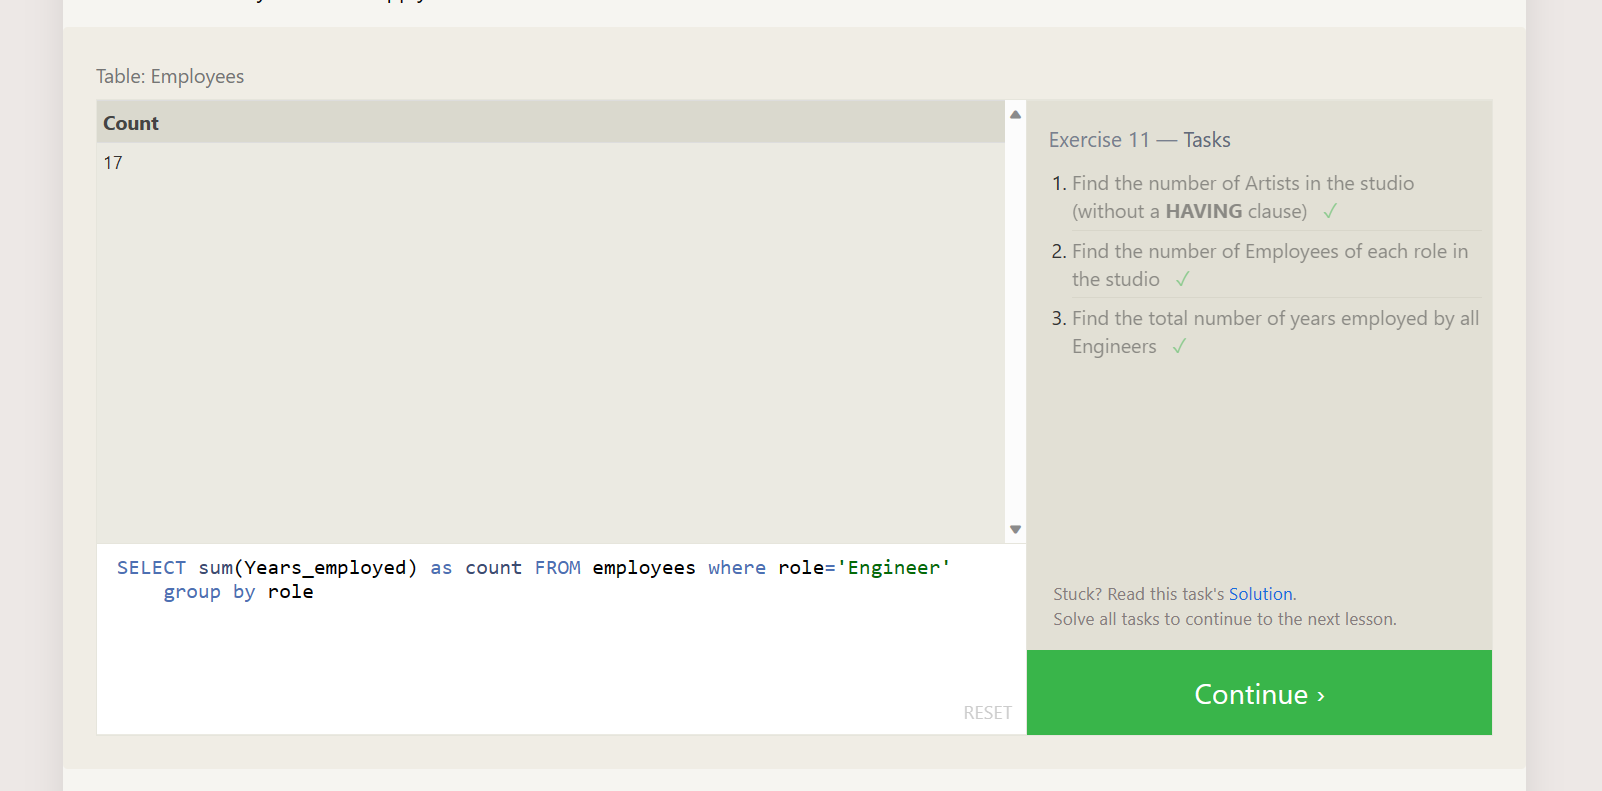 Table: Employees
Count
17
SELECT sum(Years_employed) as count FROM employees where role='Engineer'
group by role
RESET
Exercise 11 — Tasks
1. Find the number of Artists in the studio
(without a HAVING clause) ✓
2. Find the number of Employees of each role in
the studio ✓
3. Find the total number of years employed by all
Engineers ✓
Stuck? Read this task's Solution.
Solve all tasks to continue to the next lesson.
Continue ›